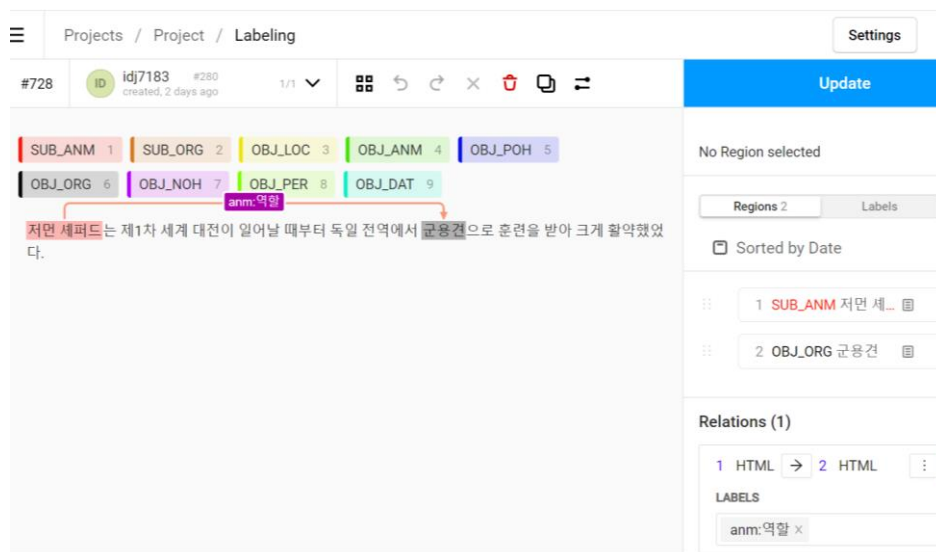 Projects / Project / Labeling
Settings
#728
ID
idj7183 #280
created, 2 days ago
1/1
Update
SUB_ANM 1
SUB_ORG 2
OBJ_LOC 3
OBJ_ANM 4
OBJ_POH 5
OBJ_ORG 6
OBJ_NOH 7
OBJ_PER 8
OBJ_DAT 9
anm:역할
저먼 셰퍼드는 제1차 세계 대전이 일어날 때부터 독일 전역에서 군용견으로 훈련을 받아 크게 활약했었
다.
No Region selected
Regions 2
Labels
Sorted by Date
1 SUB_ANM 저먼 셰...
2 OBJ_ORG 군용견
Relations (1)
1 HTML → 2 HTML
LABELS
anm:역할 ×